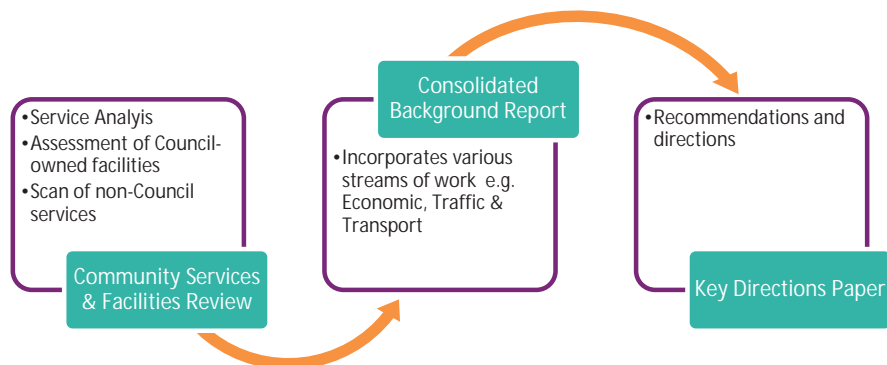 •Service Analyis
•Assessment of Council-
owned facilities
•Scan of non-Council
services
Community Services
& Facilities Review
Consolidated
Background Report
•Incorporates various
streams of work e.g.
Economic, Traffic &
Transport
•Recommendations and
directions
Key Directions Paper